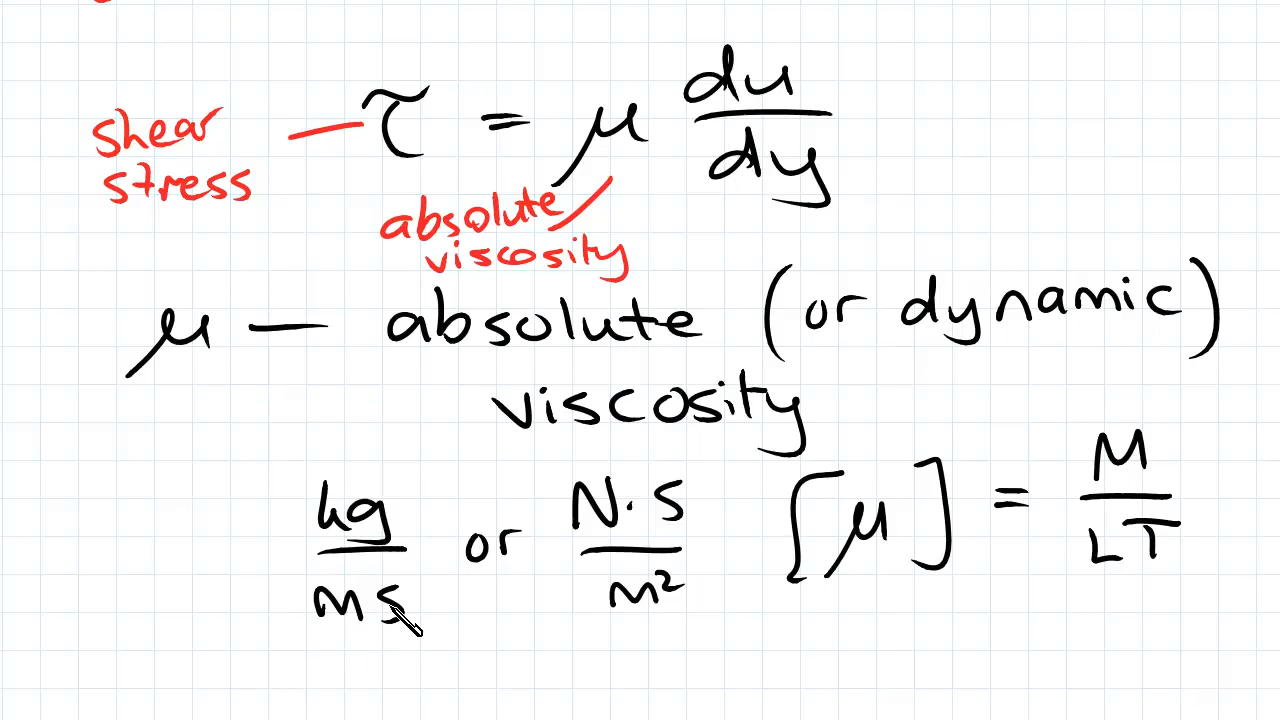 shear stress — τ = μ du/dy
absolute viscosity
μ — absolute (or dynamic)
viscosity
kg/ms or N·s/m² [μ] = M/LT